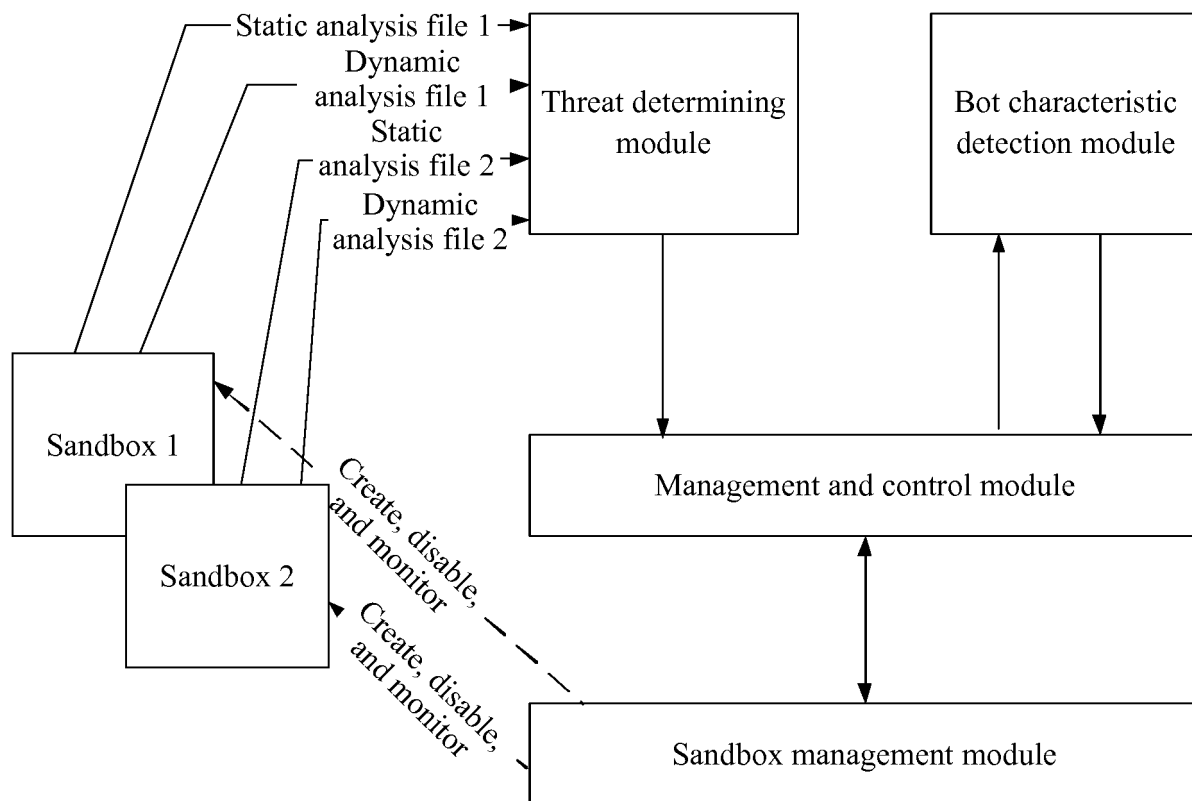 Static analysis file 1
Dynamic
analysis file 1
Static
analysis file 2
Dynamic
analysis file 2
Threat determining
module
Bot characteristic
detection module
Sandbox 1
Sandbox 2
Create, disable,
and monitor
Create, disable,
and monitor
Management and control module
Sandbox management module